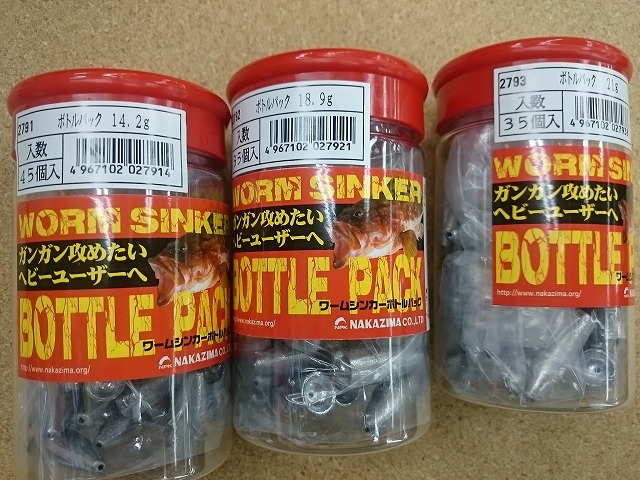 2791 ボトルパック 14.2g
入数
45個入
4 967102 027914
WORM SINKER
ガンガン攻めたい
ヘビーユーザーへ
BOTTLE PACK
ワームシンカーボトル
http://www.nakazima.org/
NAKAZIMA CO.,
ボトルパック 18.9g
入数
35個入
4 967102 027921
WORM SINKER
ガンガン攻めたい
ヘビーユーザーへ
BOTTLE PACK
ワームシンカーボトルパック
http://www.nakazima.org/
NAKAZIMA CO.,LTD
2793 ボトルパック 21g
入数
35個入
4 967102
WORM SIN
ガンガン攻めたい
ヘビーユーザーへ
BOTTLE
http://www.nakazima.org/